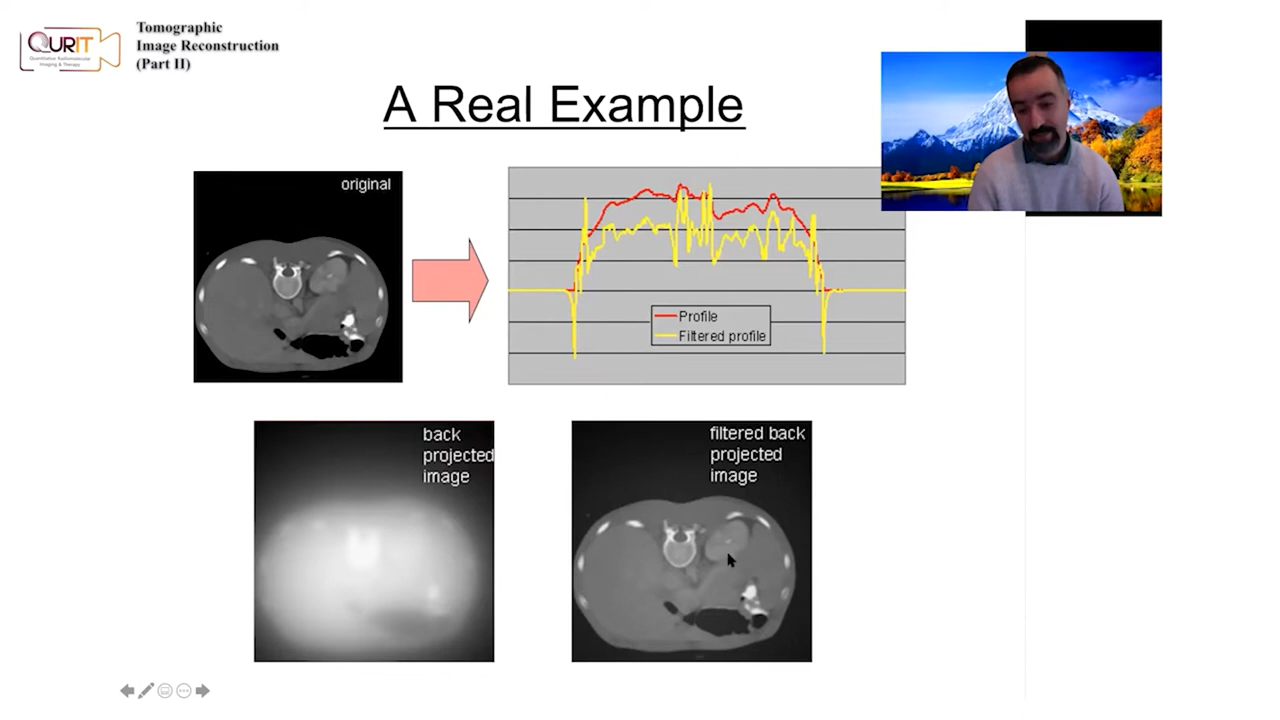 QURIT
Quantitative Radiomolecular
Imaging & Therapy
Tomographic
Image Reconstruction
(Part II)
A Real Example
original
Profile
Filtered profile
back
projected
image
filtered back
projected
image